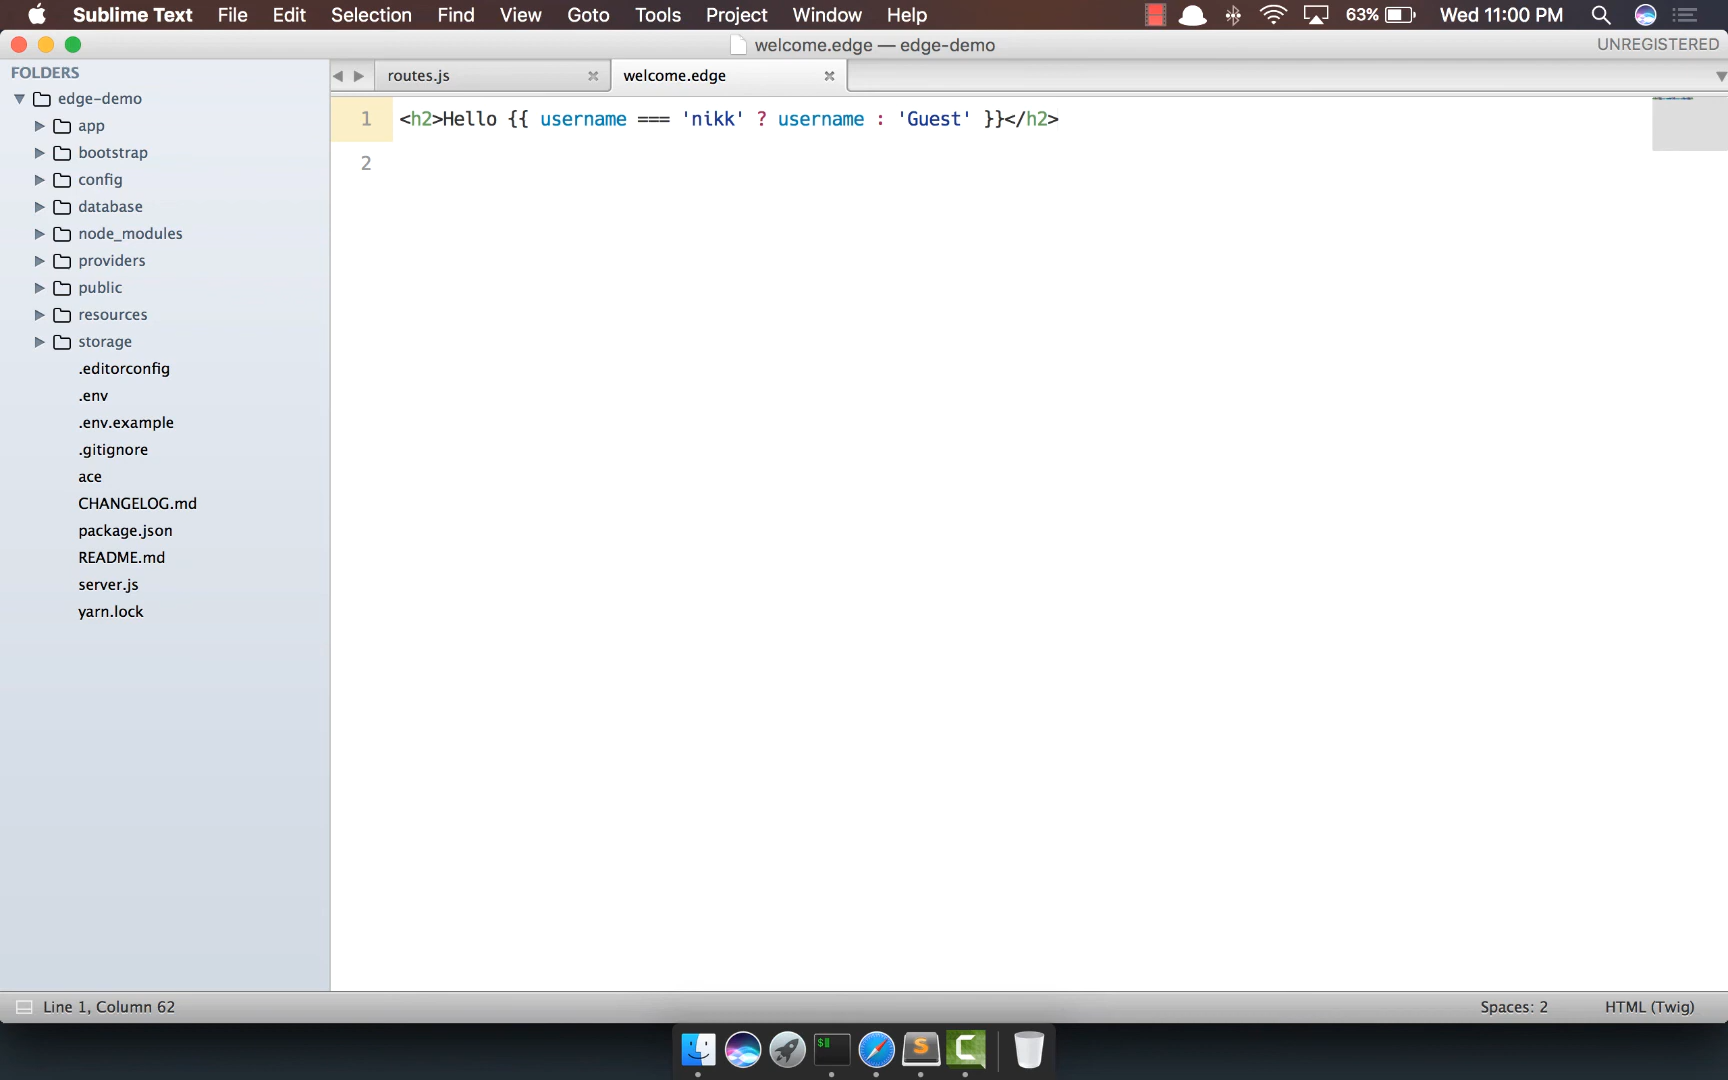 Sublime Text File Edit Selection Find View Goto Tools Project Window Help 63% Wed 11:00 PM
welcome.edge — edge-demo UNREGISTERED
FOLDERS
edge-demo
app
bootstrap
config
database
node_modules
providers
public
resources
storage
.editorconfig
.env
.env.example
.gitignore
ace
CHANGELOG.md
package.json
README.md
server.js
yarn.lock
routes.js welcome.edge
1 <h2>Hello {{ username === 'nikk' ? username : 'Guest' }}</h2>
2
Line 1, Column 62 Spaces: 2 HTML (Twig)